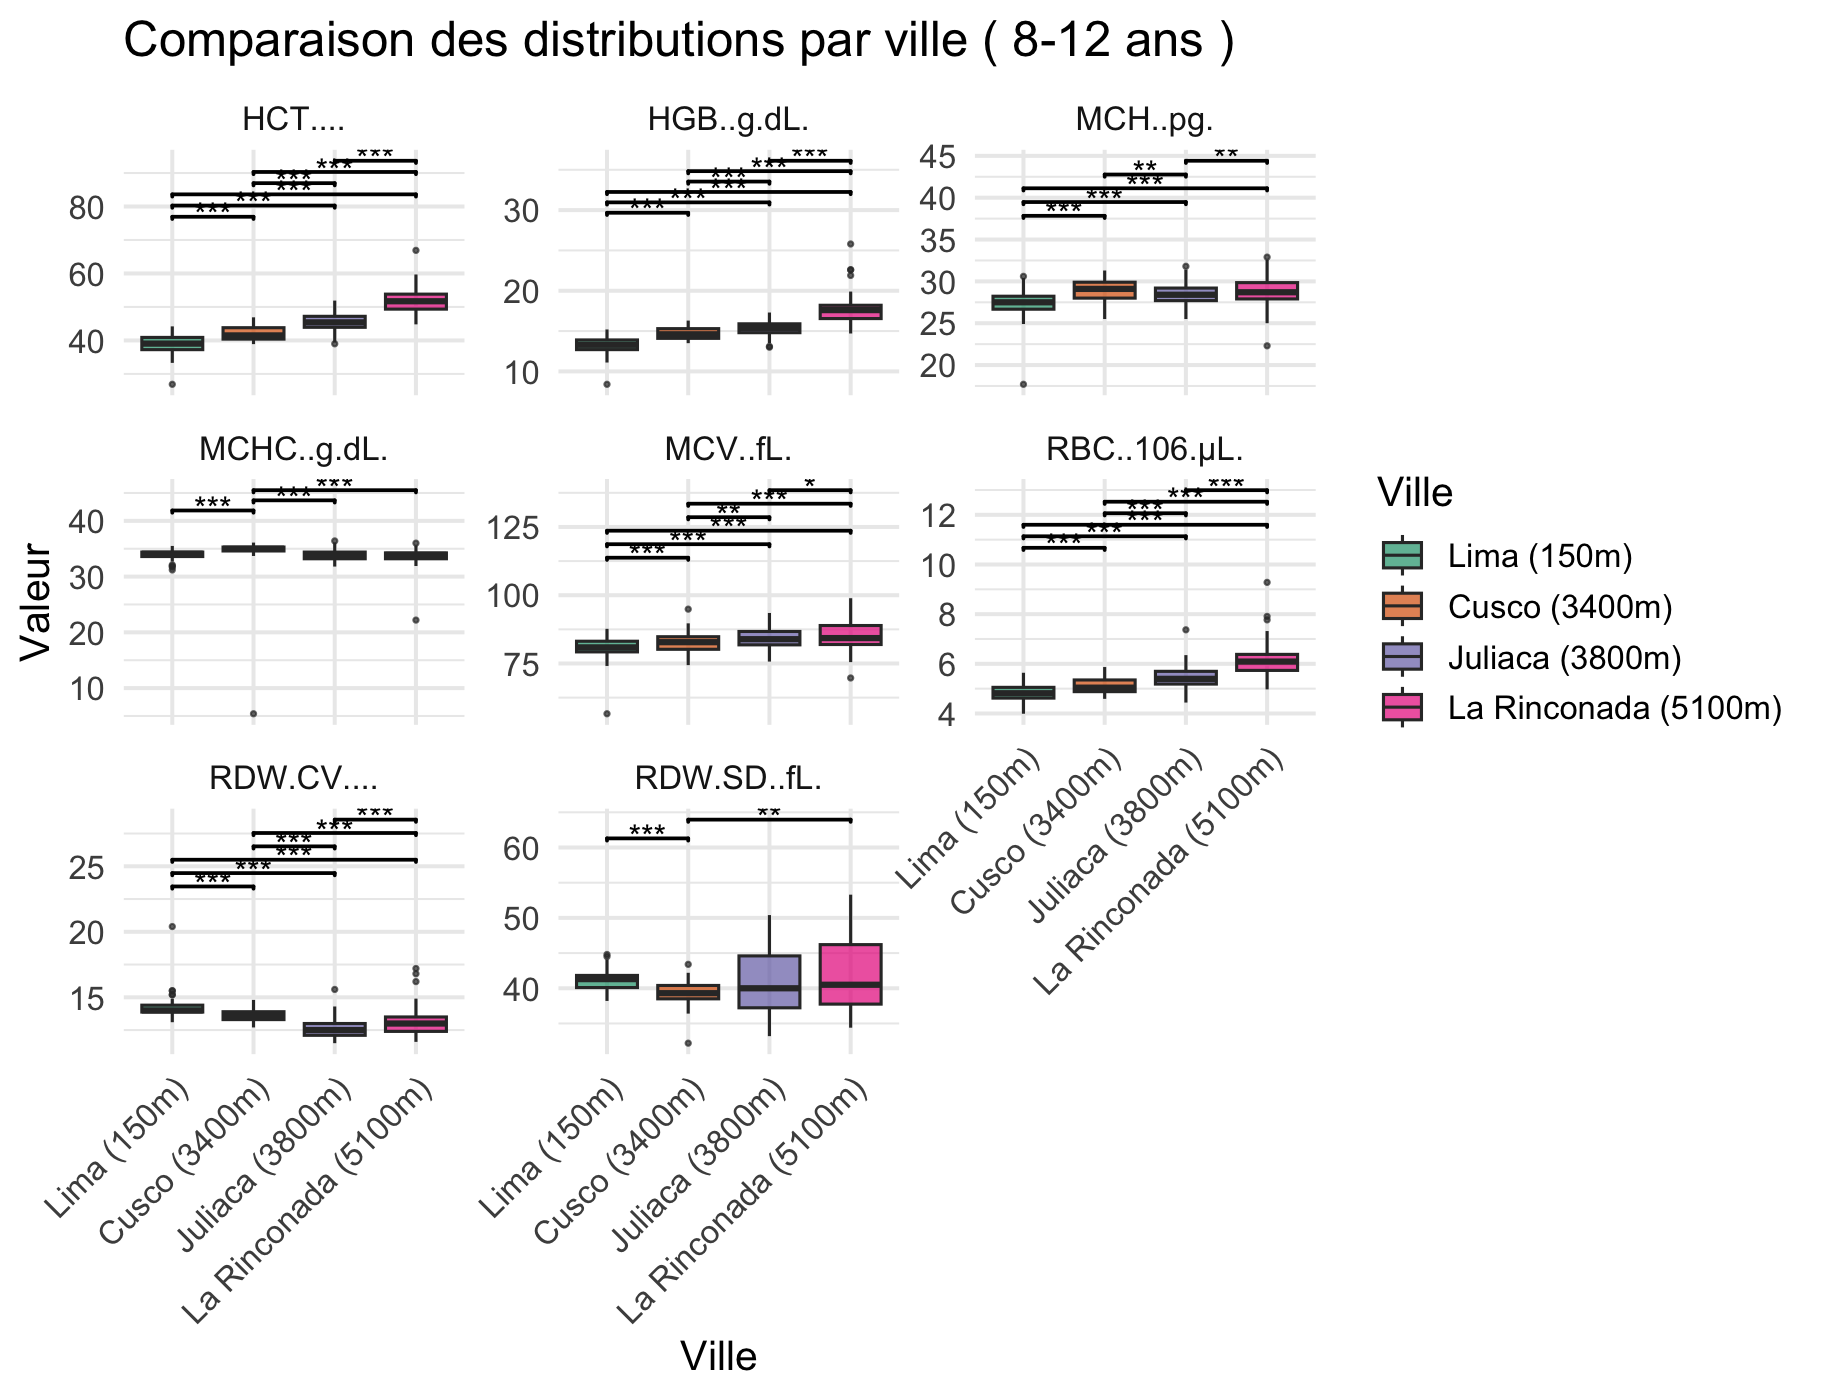 Comparaison des distributions par ville ( 8-12 ans )
HCT....
HGB..g.dL.
MCH..pg.
***
***
***
***
***
***
80
60
40
***
***
***
***
***
***
30
20
10
**
**
***
***
***
45
40
35
30
25
20
MCHC..g.dL.
MCV..fL.
RBC..106.µL.
***
***
***
40
30
20
10
*
***
**
***
***
***
125
100
75
***
***
***
***
***
***
12
10
8
6
4
Valeur
Ville
Lima (150m)
Cusco (3400m)
Juliaca (3800m)
La Rinconada (5100m)
Lima (150m)
Cusco (3400m)
Juliaca (3800m)
La Rinconada (5100m)
RDW.CV....
RDW.SD..fL.
***
***
***
***
***
***
25
20
15
**
***
60
50
40
Lima (150m)
Cusco (3400m)
Juliaca (3800m)
La Rinconada (5100m)
Lima (150m)
Cusco (3400m)
Juliaca (3800m)
La Rinconada (5100m)
Ville